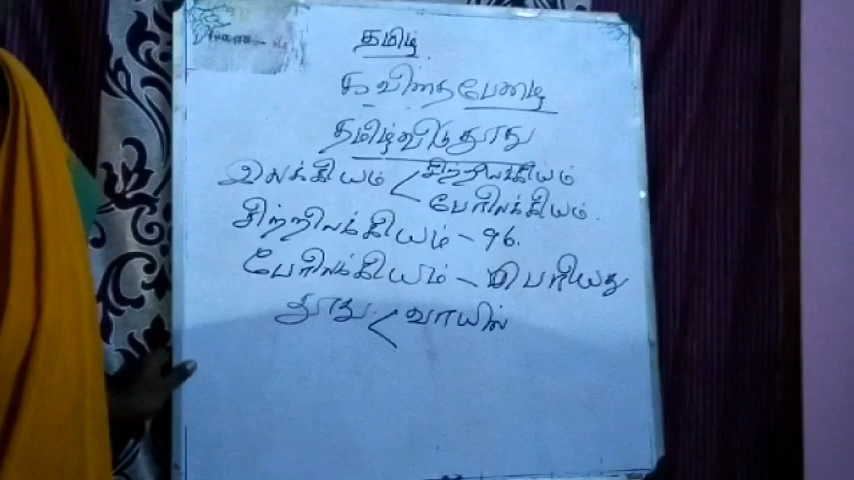 தமிழ்
கவிதைபேழை
தமிழ்விடுதூது
இலக்கியம் < சிற்றிலக்கியம்
பேரிலக்கியம்.
சிற்றிலக்கியம் - 96.
பேரிலக்கியம் - பெரியது
தூது < வாயில்